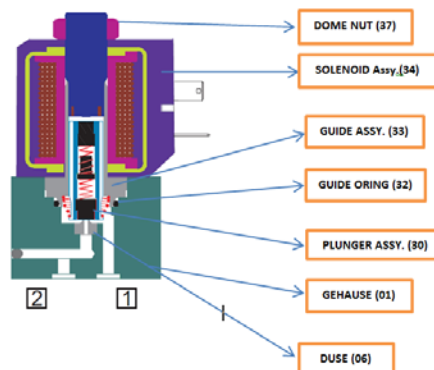 DOME NUT (37)
SOLENOID Assy,(34)
GUIDE ASSY. (33)
GUIDE ORING (32)
PLUNGER ASSY. (30)
GEHAUSE (01)
2 1
DUSE (06)